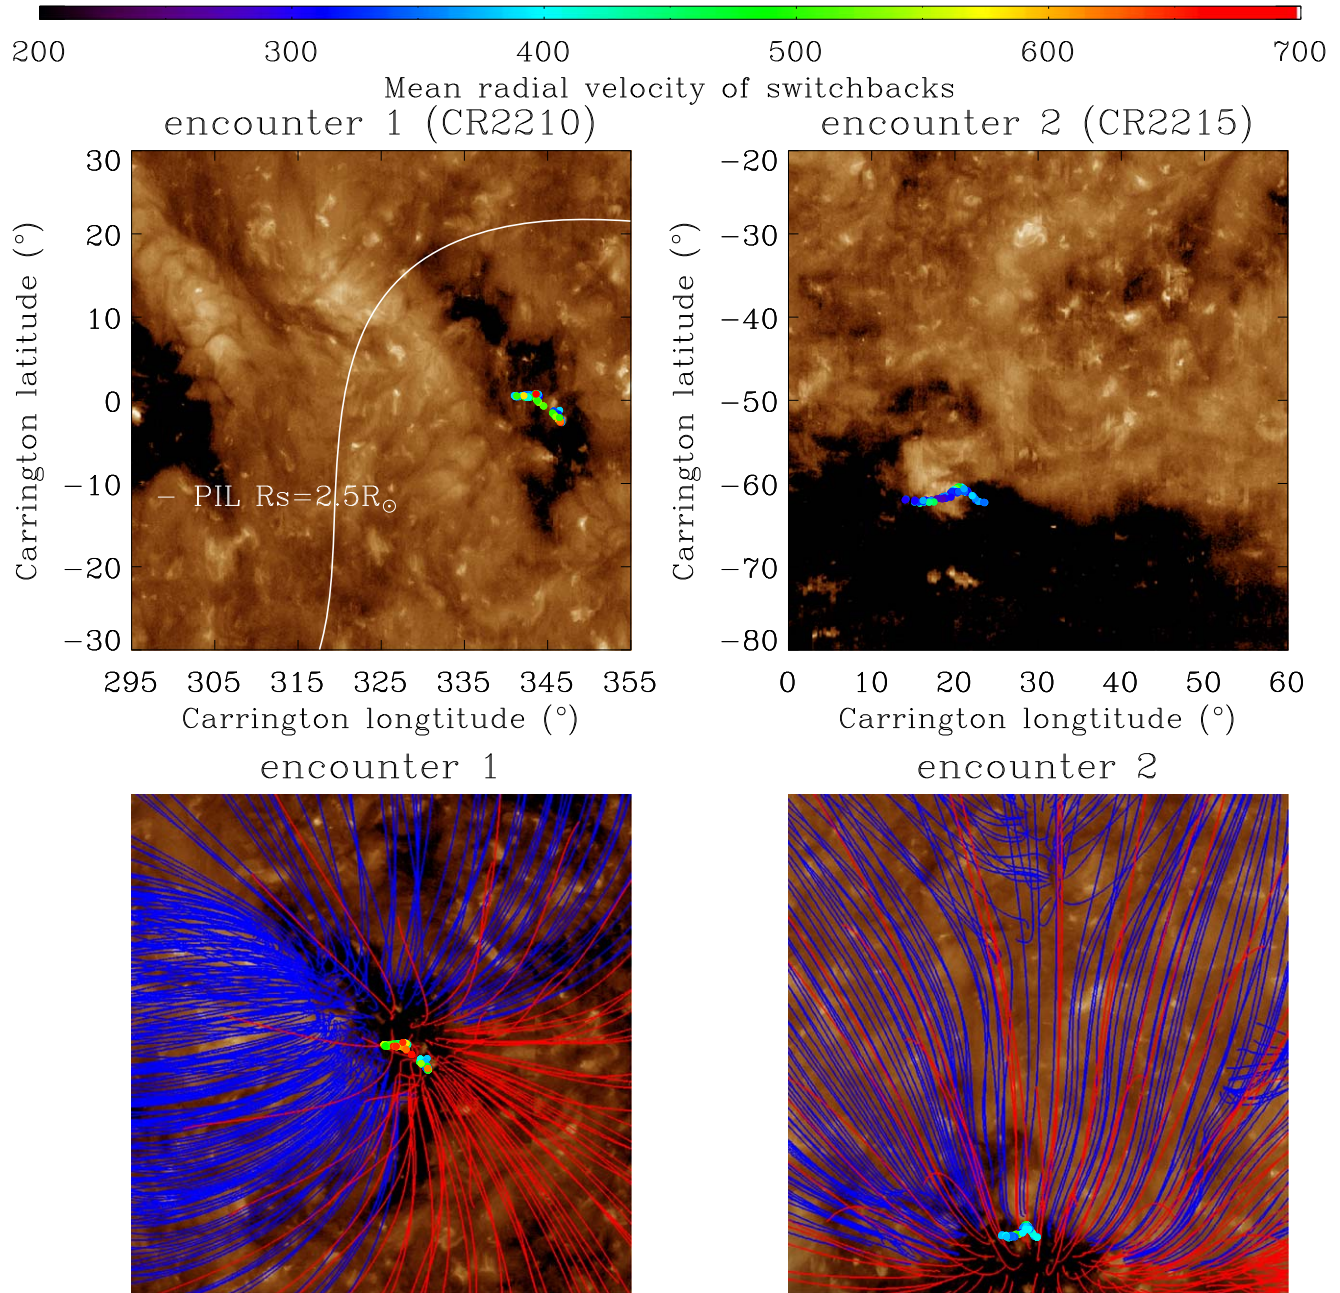 200 300 400 500 600 700
Mean radial velocity of switchbacks
encounter 1 (CR2210)
30
20
10
0
−10
−20
−30
Carrington latitude (°)
− PIL Rs=2.5R☉
295 305 315 325 335 345 355
Carrington longtitude (°)
encounter 2 (CR2215)
−20
−30
−40
−50
−60
−70
−80
Carrington latitude (°)
0 10 20 30 40 50 60
Carrington longtitude (°)
encounter 1
encounter 2